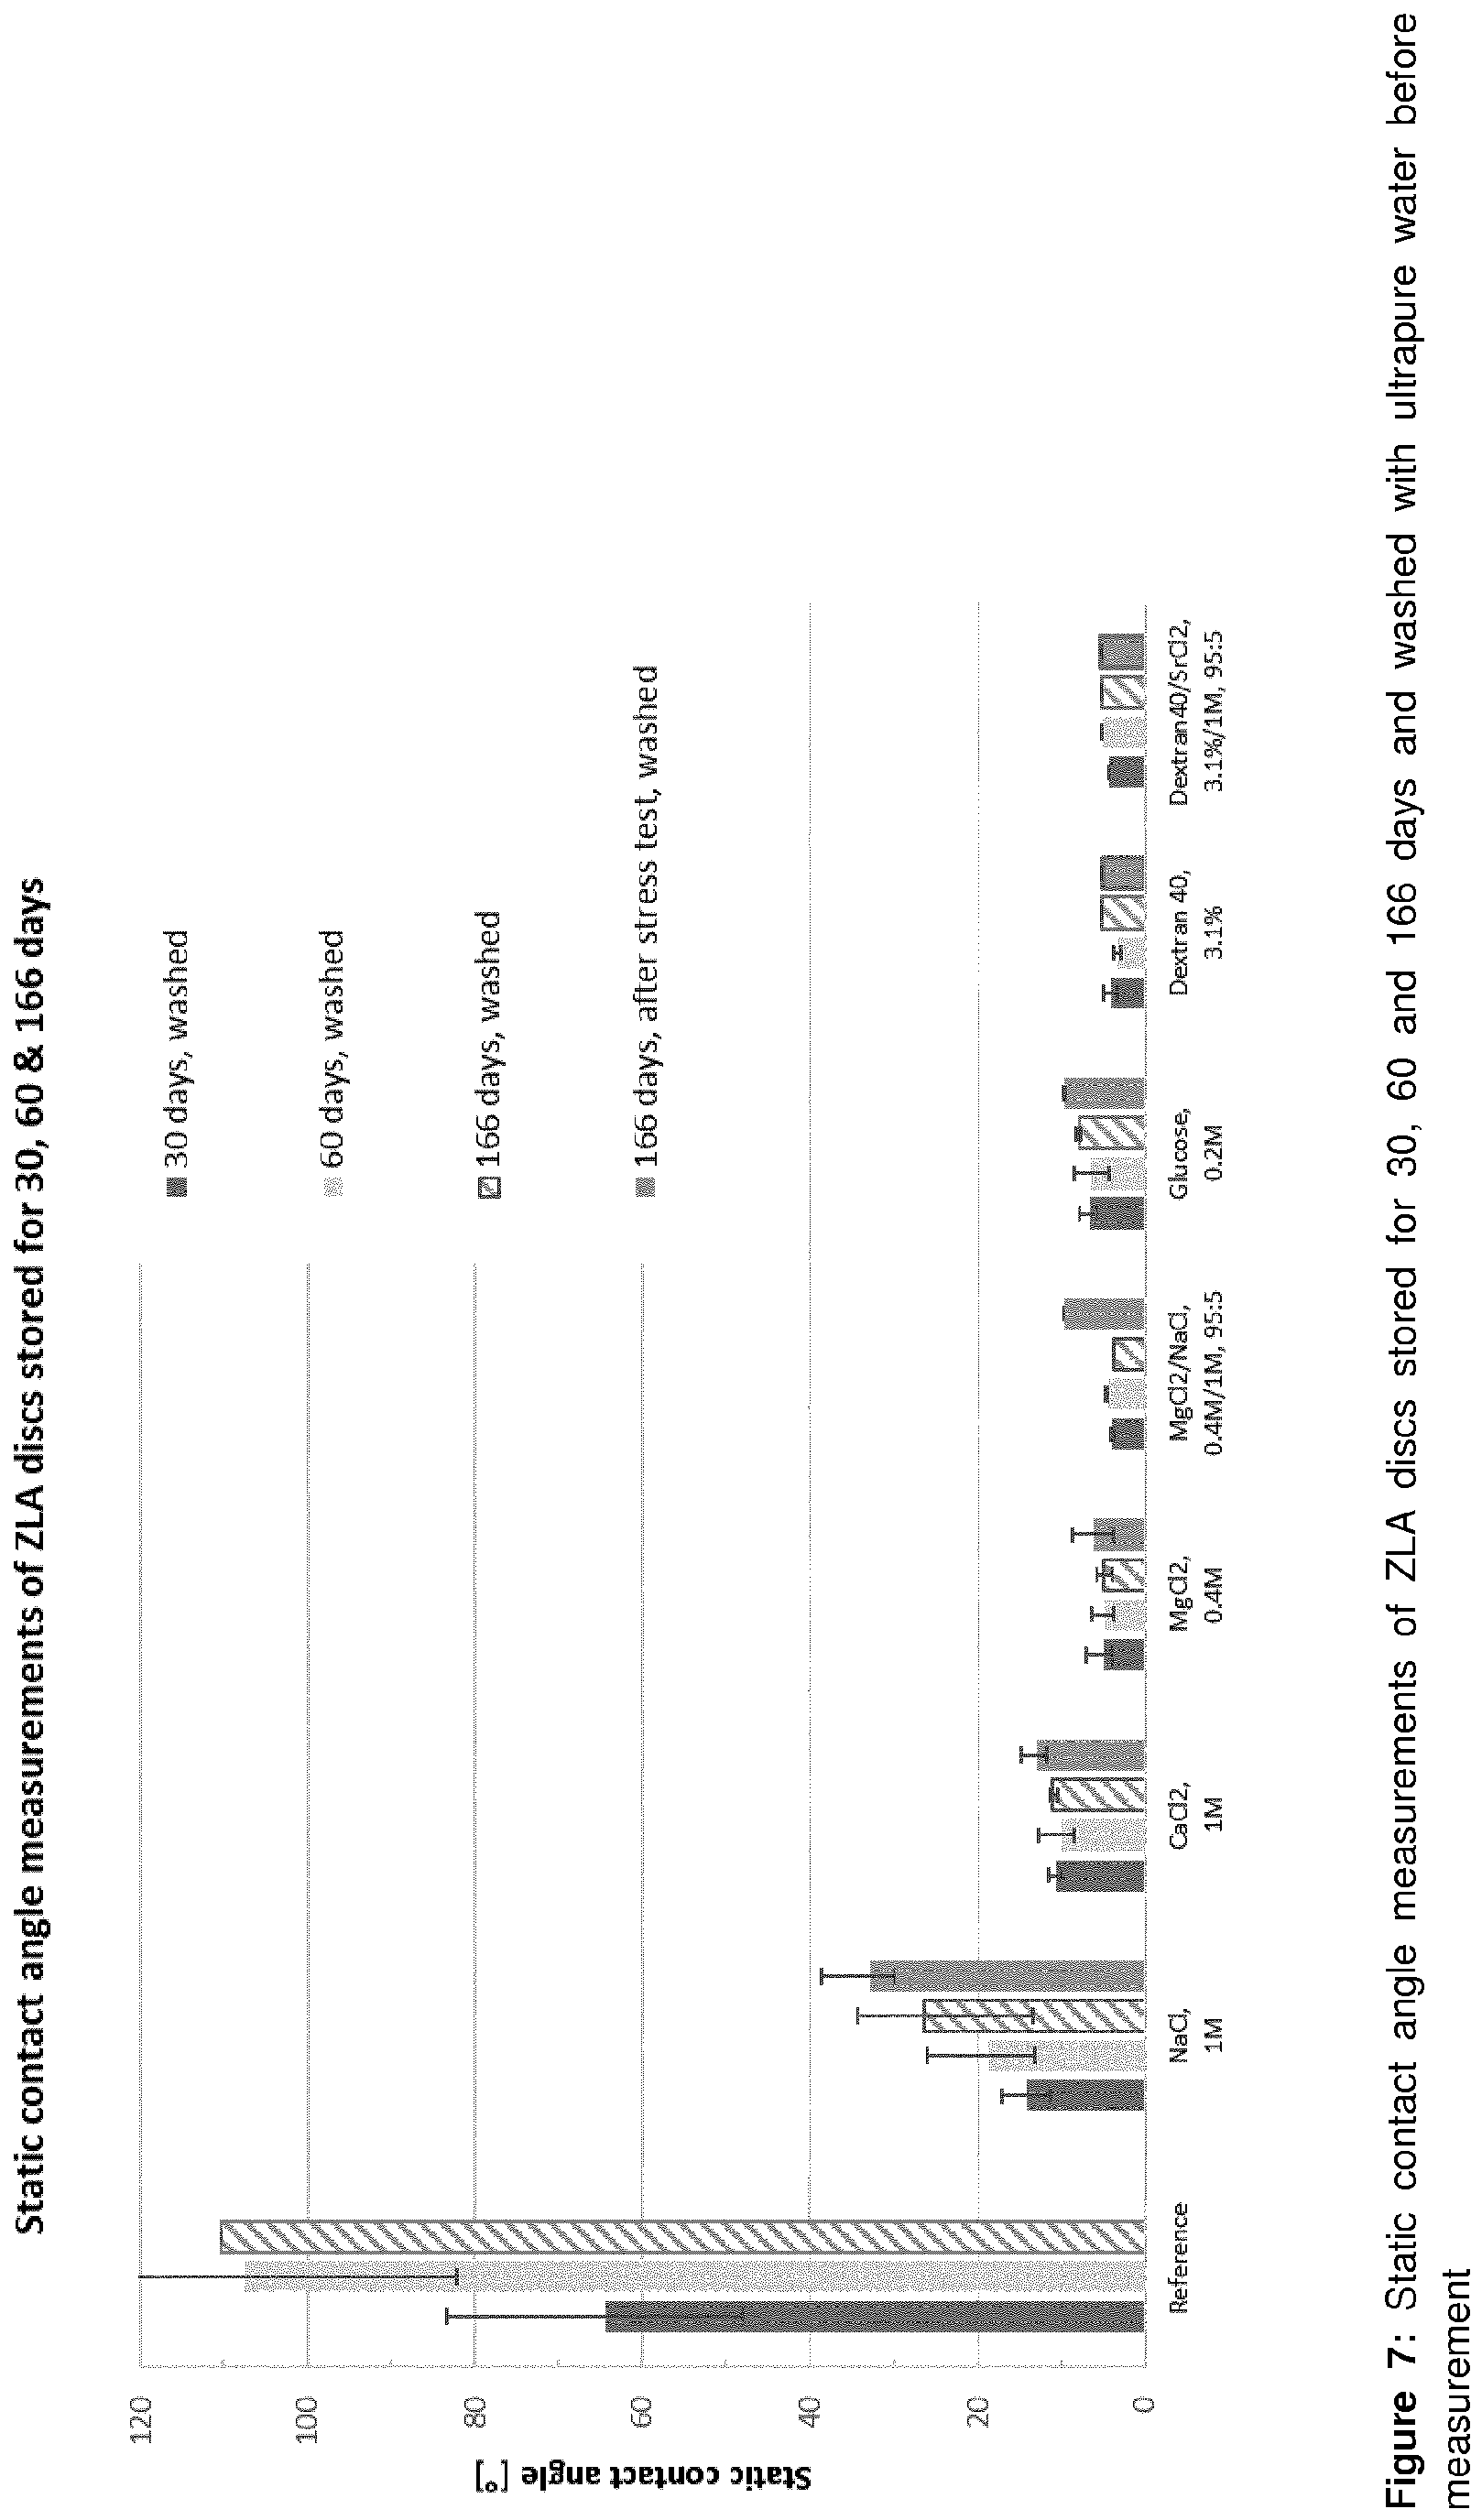 Static contact angle measurements of ZLA discs stored for 30, 60 & 166 days
Static contact angle [°]
120
100
80
60
40
20
0
30 days, washed
60 days, washed
166 days, washed
166 days, after stress test, washed
Reference
NaCl,
1M
CaCl2,
1M
MgCl2,
0.4M
MgCl2/NaCl,
0.4M/1M, 95:5
Glucose,
0.2M
Dextran 40,
3.1%
Dextran40/SrCl2,
3.1%/1M, 95:5
Figure 7: Static contact angle measurements of ZLA discs stored for 30, 60 and 166 days and washed with ultrapure water before
measurement